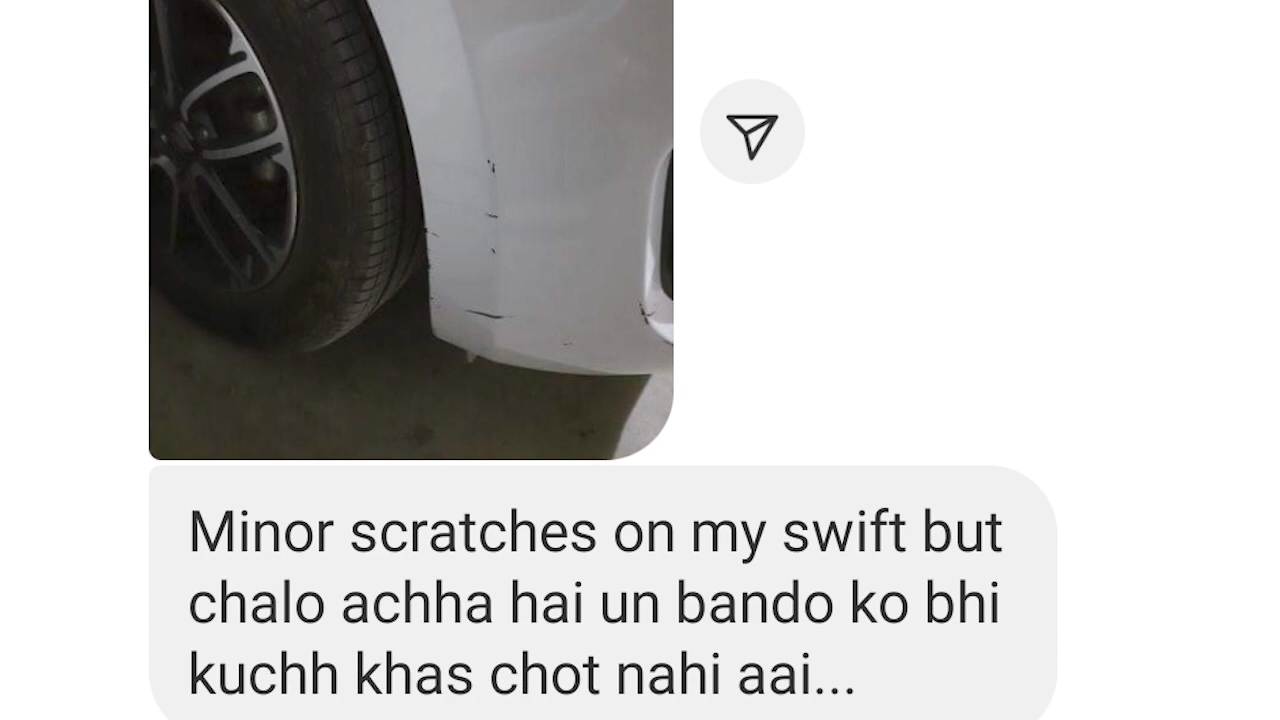 Minor scratches on my swift but
chalo achha hai un bando ko bhi
kuchh khas chot nahi aai...